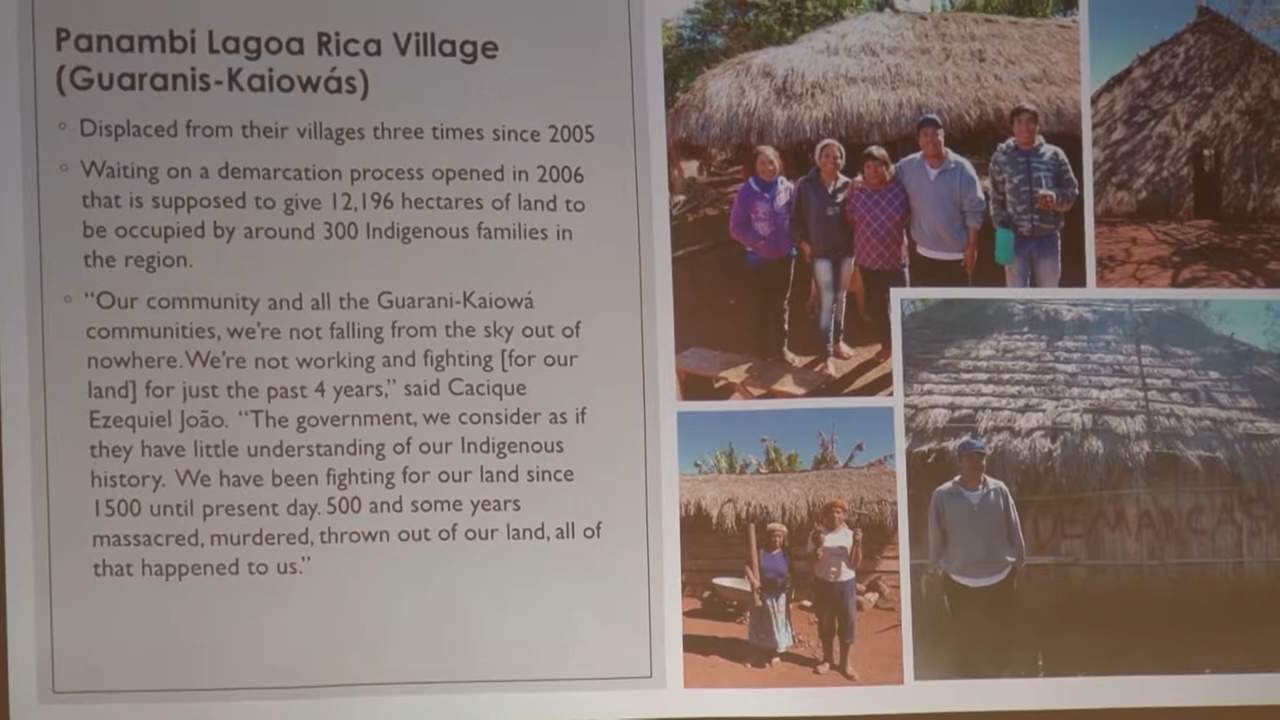 Panambi Lagoa Rica Village
(Guaranis-Kaiowás)
Displaced from their villages three times since 2005
Waiting on a demarcation process opened in 2006
that is supposed to give 12,196 hectares of land to
be occupied by around 300 Indigenous families in
the region.
“Our community and all the Guarani-Kaiowá
communities, we’re not falling from the sky out of
nowhere. We’re not working and fighting [for our
land] for just the past 4 years,” said Cacique
Ezequiel João. “The government, we consider as if
they have little understanding of our Indigenous
history. We have been fighting for our land since
1500 until present day. 500 and some years
massacred, murdered, thrown out of our land, all of
that happened to us.”